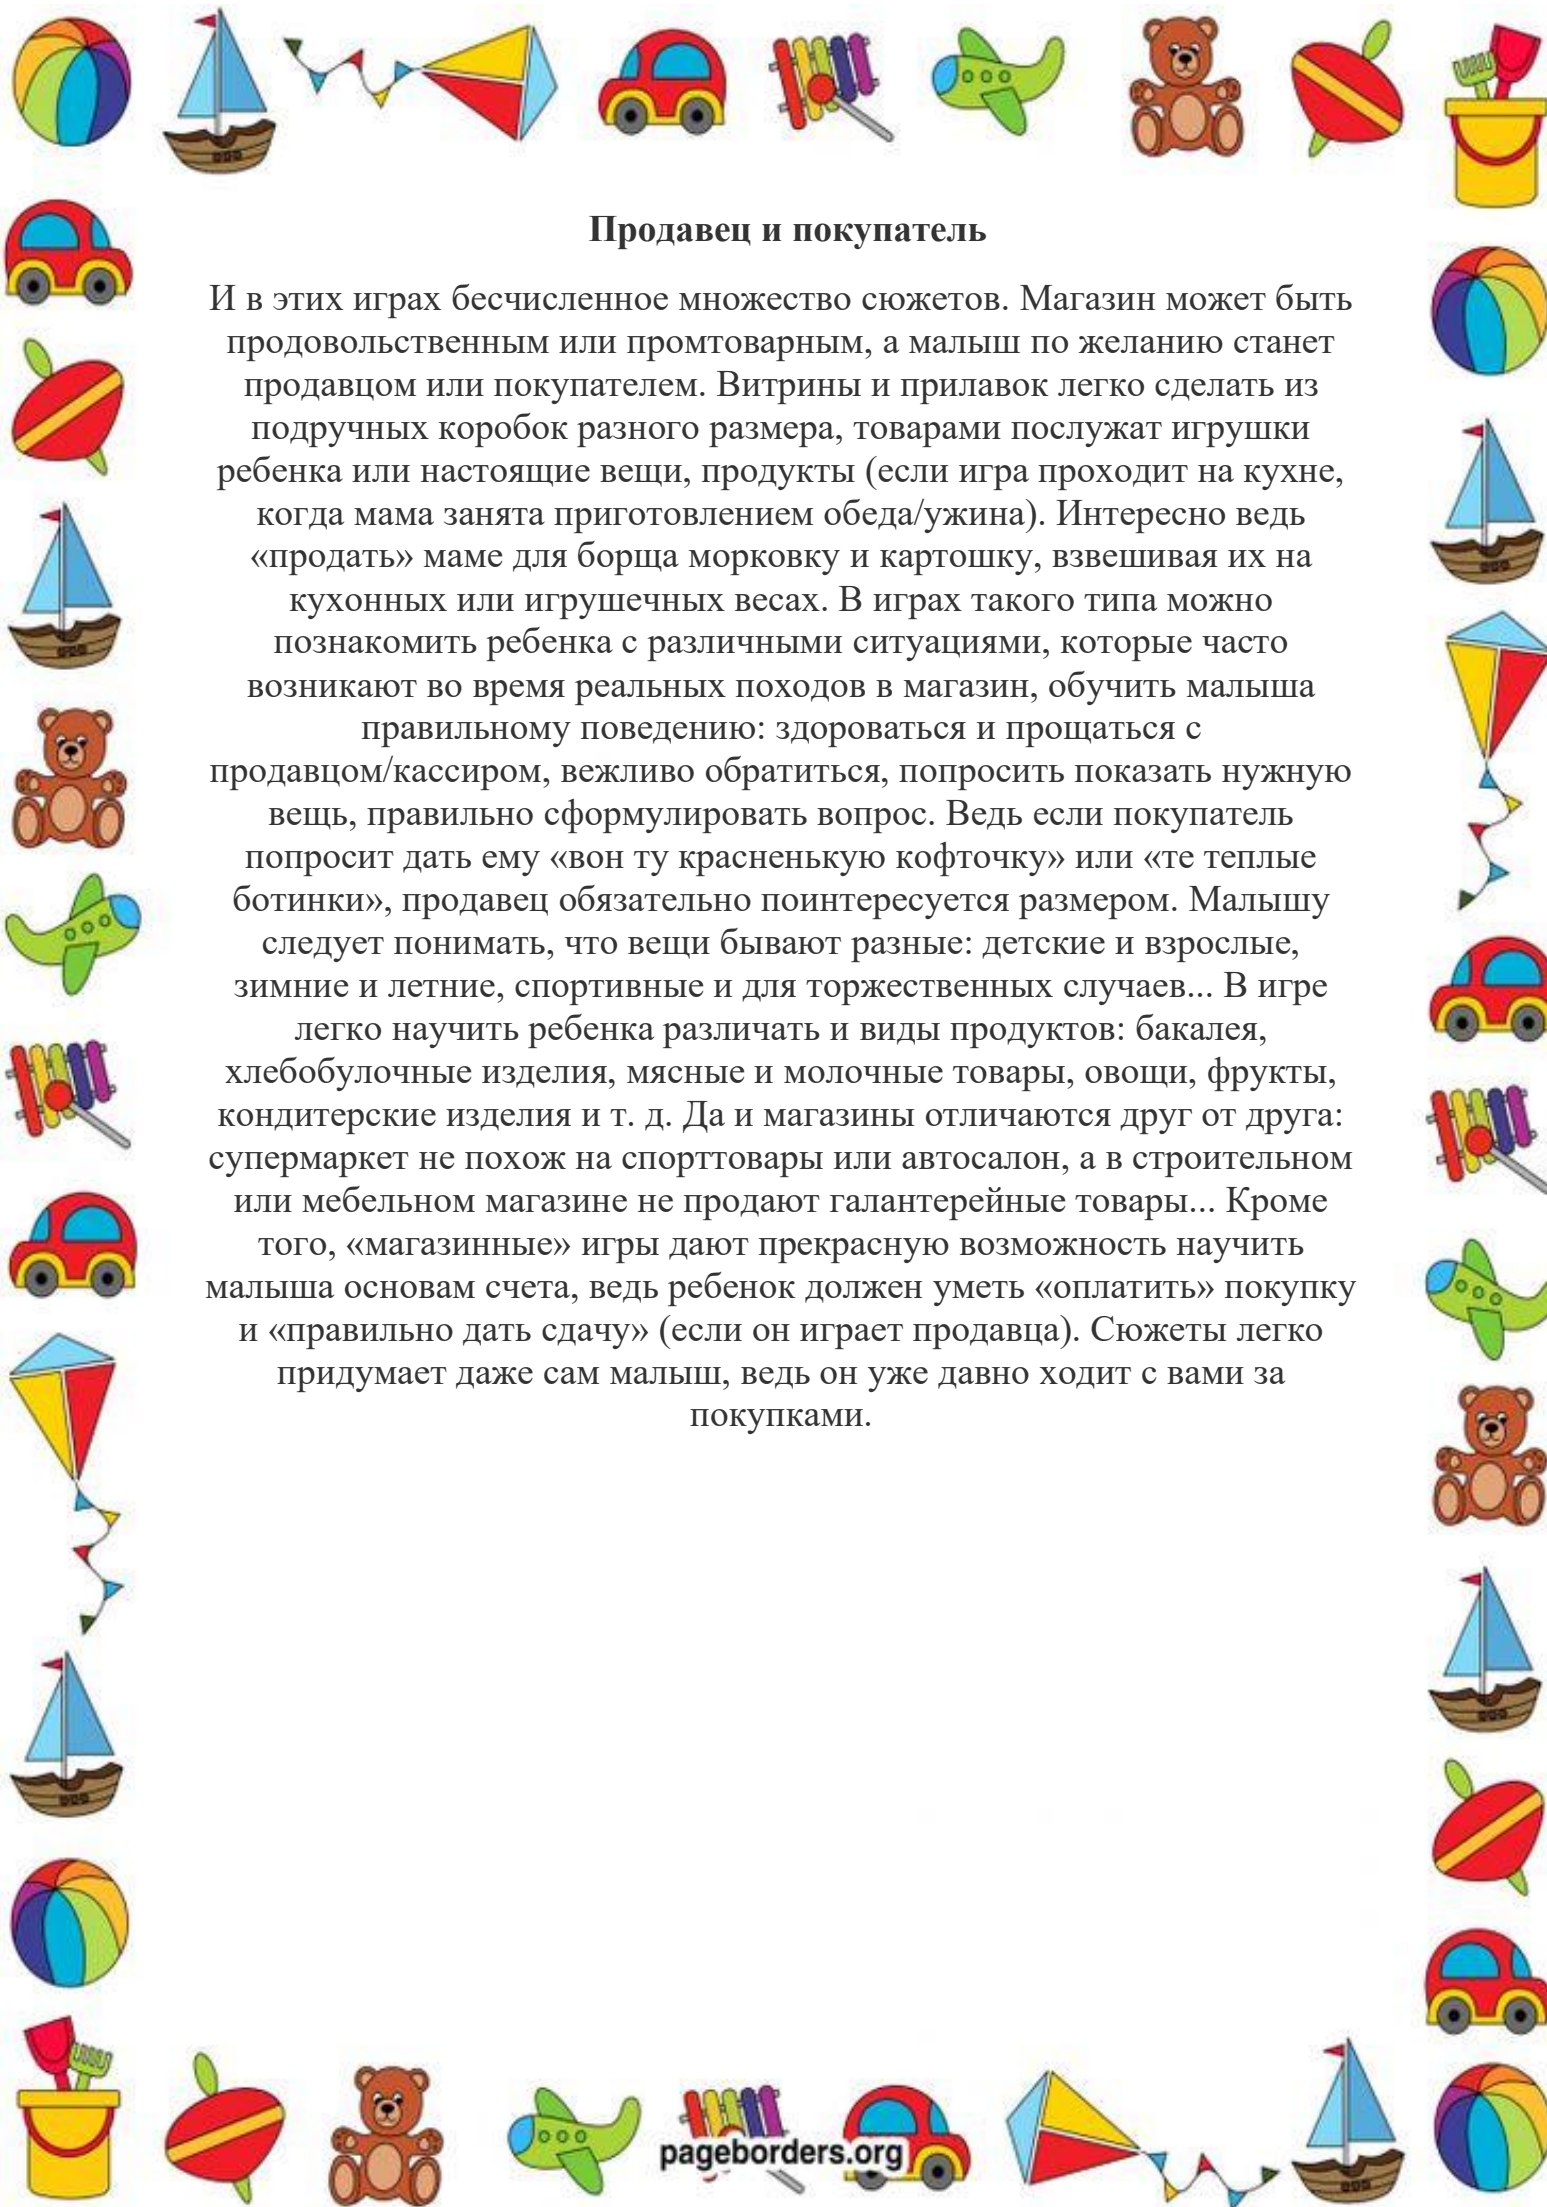 Продавец и покупатель
И в этих играх бесчисленное множество сюжетов. Магазин может быть
продовольственным или промтоварным, а малыш по желанию станет
продавцом или покупателем. Витрины и прилавок легко сделать из
подручных коробок разного размера, товарами послужат игрушки
ребенка или настоящие вещи, продукты (если игра проходит на кухне,
когда мама занята приготовлением обеда/ужина). Интересно ведь
«продать» маме для борща морковку и картошку, взвешивая их на
кухонных или игрушечных весах. В играх такого типа можно
познакомить ребенка с различными ситуациями, которые часто
возникают во время реальных походов в магазин, обучить малыша
правильному поведению: здороваться и прощаться с
продавцом/кассиром, вежливо обратиться, попросить показать нужную
вещь, правильно сформулировать вопрос. Ведь если покупатель
попросит дать ему «вон ту красненькую кофточку» или «те теплые
ботинки», продавец обязательно поинтересуется размером. Малышу
следует понимать, что вещи бывают разные: детские и взрослые,
зимние и летние, спортивные и для торжественных случаев... В игре
легко научить ребенка различать и виды продуктов: бакалея,
хлебобулочные изделия, мясные и молочные товары, овощи, фрукты,
кондитерские изделия и т. д. Да и магазины отличаются друг от друга:
супермаркет не похож на спорттовары или автосалон, а в строительном
или мебельном магазине не продают галантерейные товары... Кроме
того, «магазинные» игры дают прекрасную возможность научить
малыша основам счета, ведь ребенок должен уметь «оплатить» покупку
и «правильно дать сдачу» (если он играет продавца). Сюжеты легко
придумает даже сам малыш, ведь он уже давно ходит с вами за
покупками.
pageborders.org